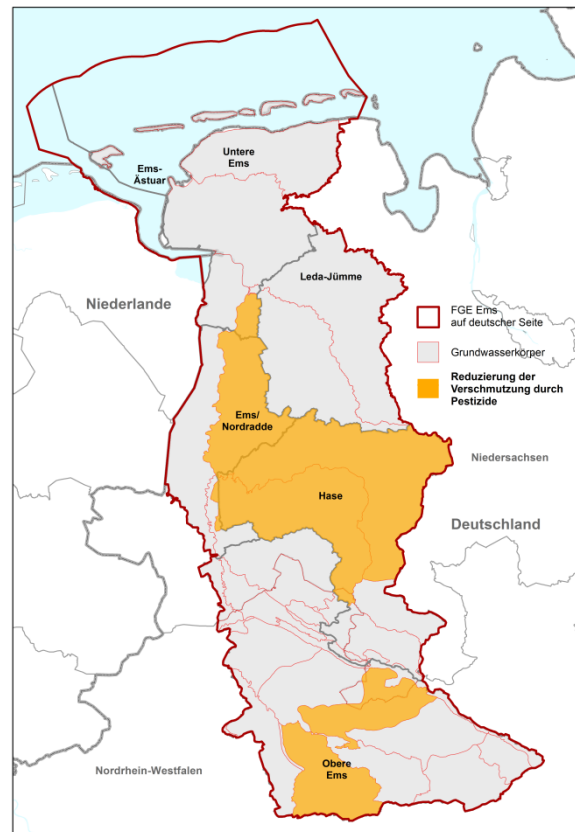 Untere
Ems
Ems-
Ästuar
Leda-Jümme
Niederlande
FGE Ems
auf deutscher Seite
Grundwasserkörper
Reduzierung der
Verschmutzung durch
Pestizide
Ems/
Nordradde
Niedersachsen
Hase
Deutschland
Obere
Ems
Nordrhein-Westfalen